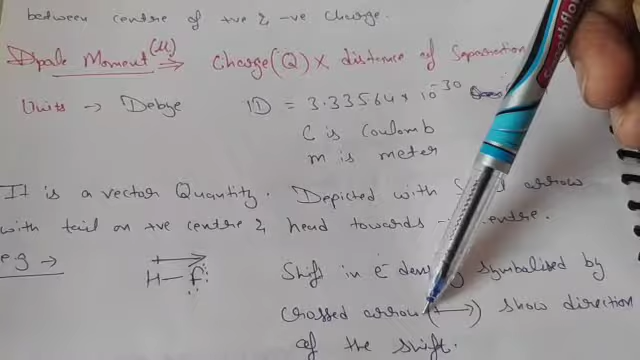 between centre of +ve & -ve charge.
Dipole Moment (μ) ⇒ Charge (Q) × distance of Separation
Units → Debye 1D = 3.33564 × 10⁻³⁰
C is Coulomb
m is meter
It is a vector Quantity. Depicted with arrow
with tail on +ve centre & head towards centre.
e.g →
H–F
Shift in e⁻ symbolised by
Crossed arrow (+→) show direction
of the shift.